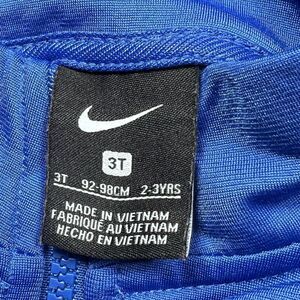 3T
3T 92-98CM 2-3YRS
MADE IN VIETNAM
FABRIQUÉ AU VIETNAM
HECHO EN VIETNAM